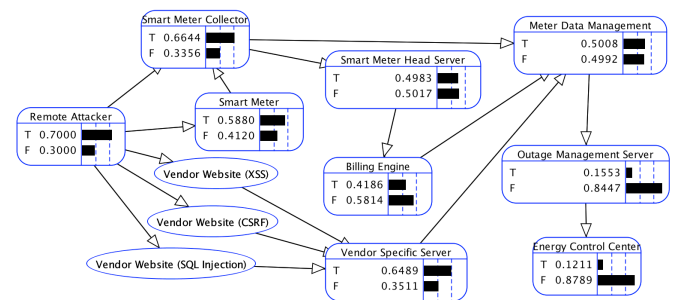 Smart Meter Collector
T 0.6644
F 0.3356
Meter Data Management
T 0.5008
F 0.4992
Smart Meter Head Server
T 0.4983
F 0.5017
Smart Meter
T 0.5880
F 0.4120
Remote Attacker
T 0.7000
F 0.3000
Vendor Website (XSS)
Billing Engine
T 0.4186
F 0.5814
Outage Management Server
T 0.1553
F 0.8447
Vendor Website (CSRF)
Vendor Website (SQL Injection)
Vendor Specific Server
T 0.6489
F 0.3511
Energy Control Center
T 0.1211
F 0.8789